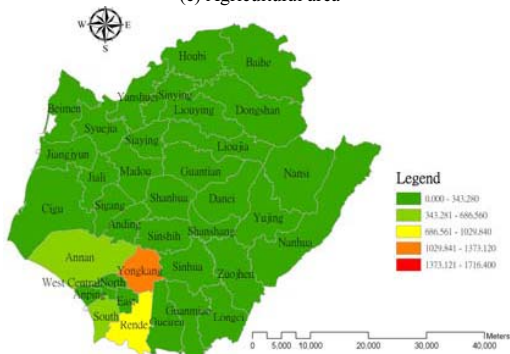 (c) Agricultural area
N
W E
S
Houbi Baihe
Yanshuei Sinying
Beimen Liouying Dongshan
Syuejia Siaying
Lioujia
Jiangjyun Madou Guantian Nansi
Jiali
Cigu Sigang Shanhua Danei
Anding Yujing
Sinshih Shanshang Nanhua
Annan
Yongkang Sinhua Zuojhen
West Central North
Anping East
South Rende Gueiren Guanmiao Longci
Legend
0.000 - 343.280
343.281 - 686.560
686.561 - 1029.840
1029.841 - 1373.120
1373.121 - 1716.400
Meters
0 5,000 10,000 20,000 30,000 40,000